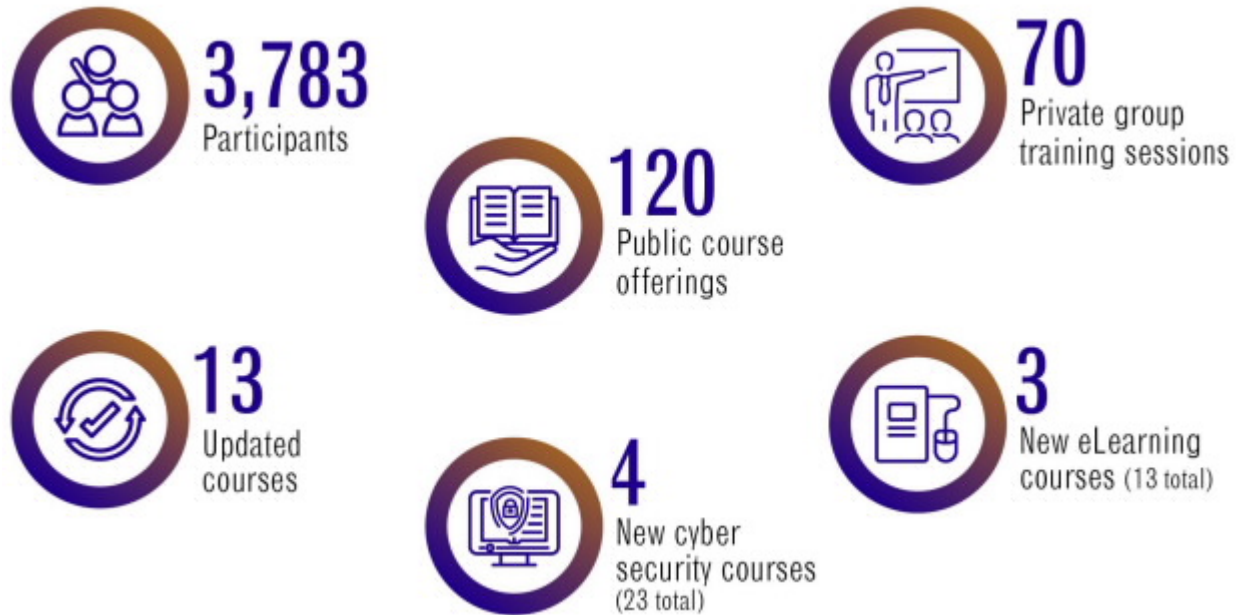 3,783
Participants
70
Private group
training sessions
120
Public course
offerings
13
Updated
courses
3
New eLearning
courses (13 total)
4
New cyber
security courses
(23 total)